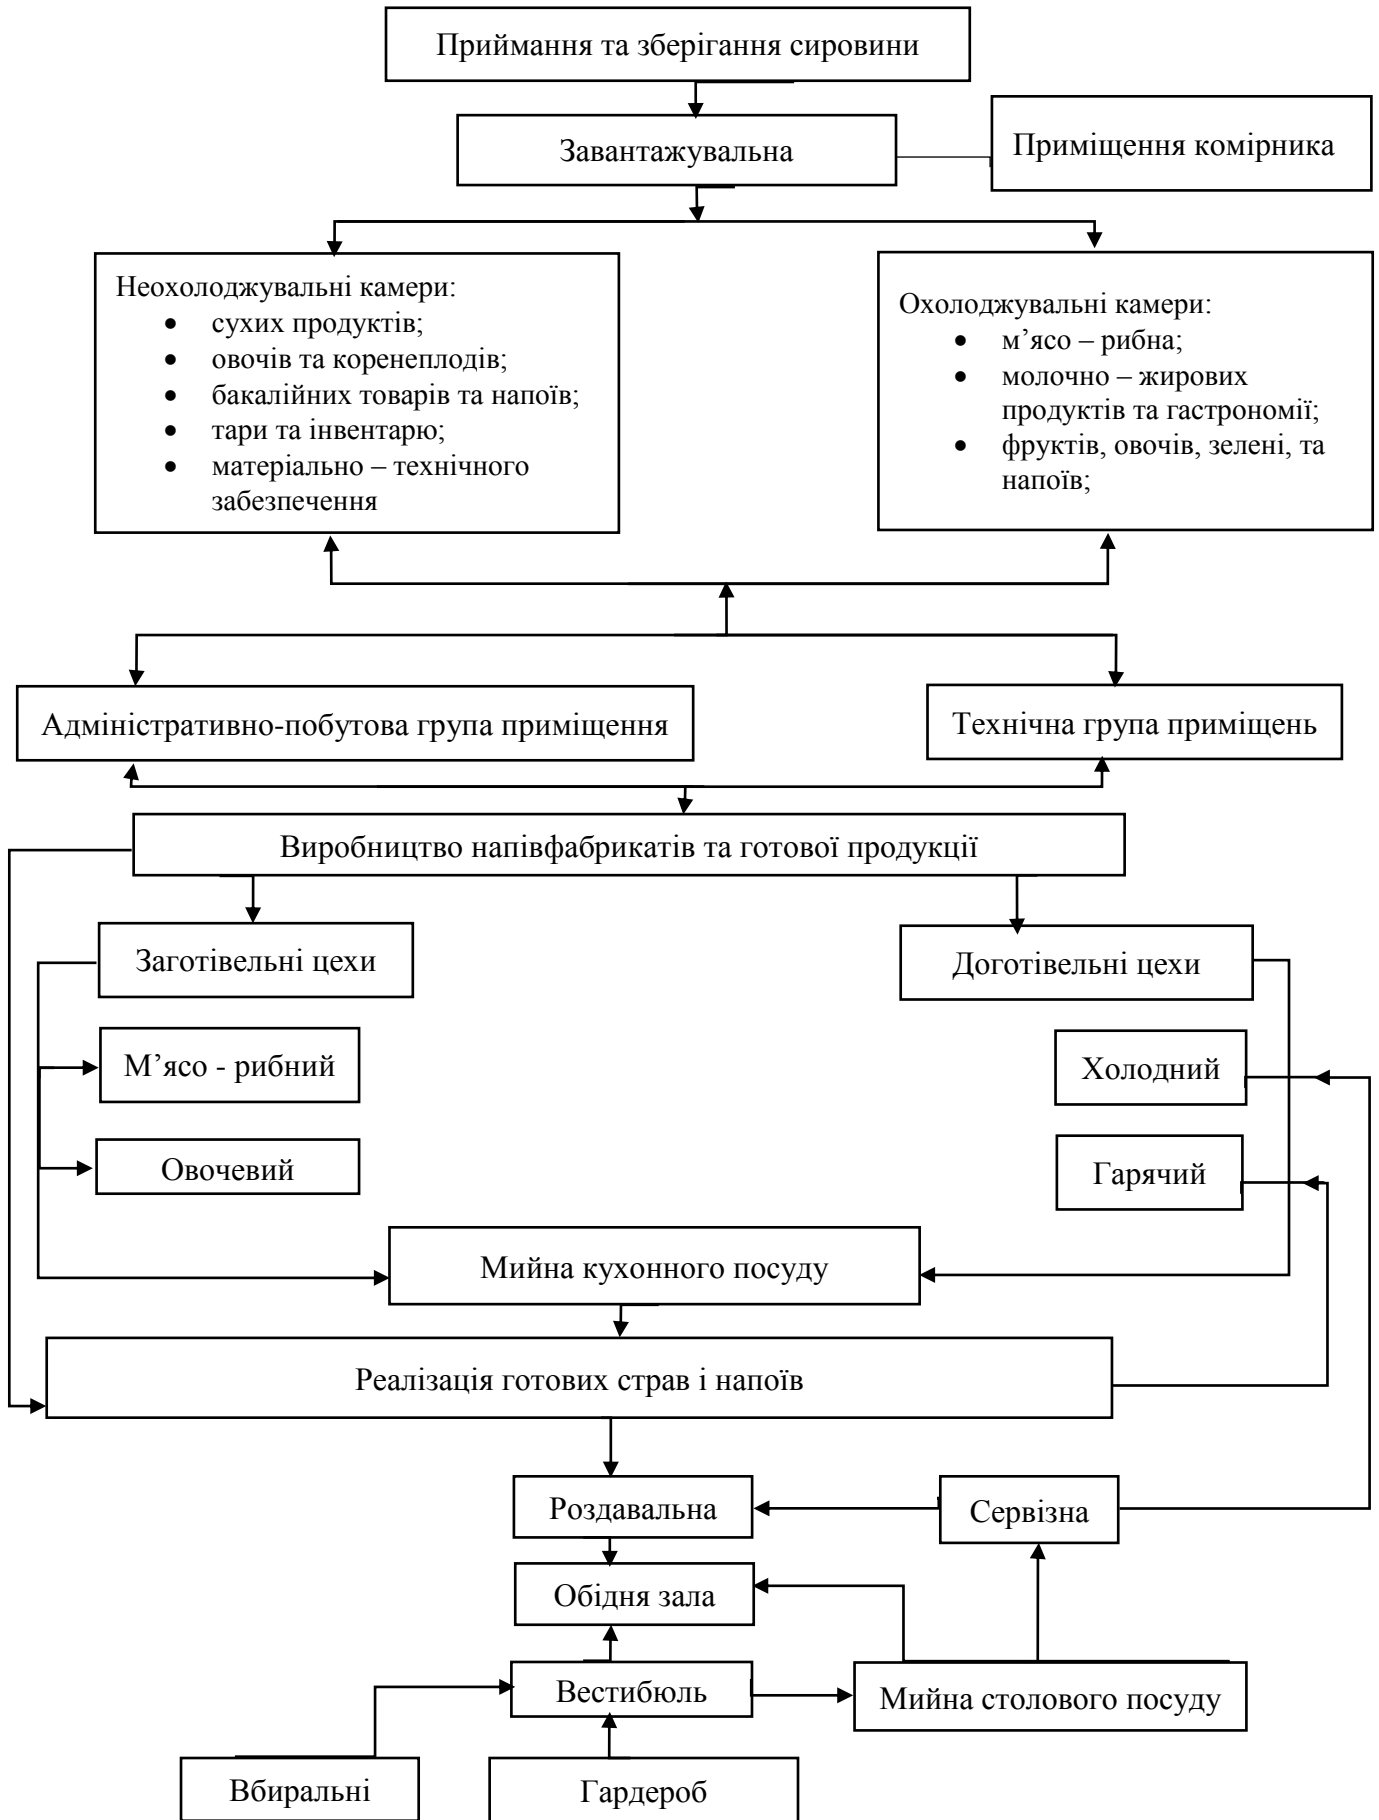 Приймання та зберігання сировини
Завантажувальна
Приміщення комірника
Неохолоджувальні камери:
• сухих продуктів;
• овочів та коренеплодів;
• бакалійних товарів та напоїв;
• тари та інвентарю;
• матеріально – технічного
забезпечення
Охолоджувальні камери:
• м’ясо – рибна;
• молочно – жирових
продуктів та гастрономії;
• фруктів, овочів, зелені, та
напоїв;
Адміністративно-побутова група приміщення
Технічна група приміщень
Виробництво напівфабрикатів та готової продукції
Заготівельні цехи
Доготівельні цехи
М’ясо - рибний
Холодний
Овочевий
Гарячий
Мийна кухонного посуду
Реалізація готових страв і напоїв
Роздавальна
Сервізна
Обідня зала
Вестибюль
Мийна столового посуду
Вбиральні
Гардероб